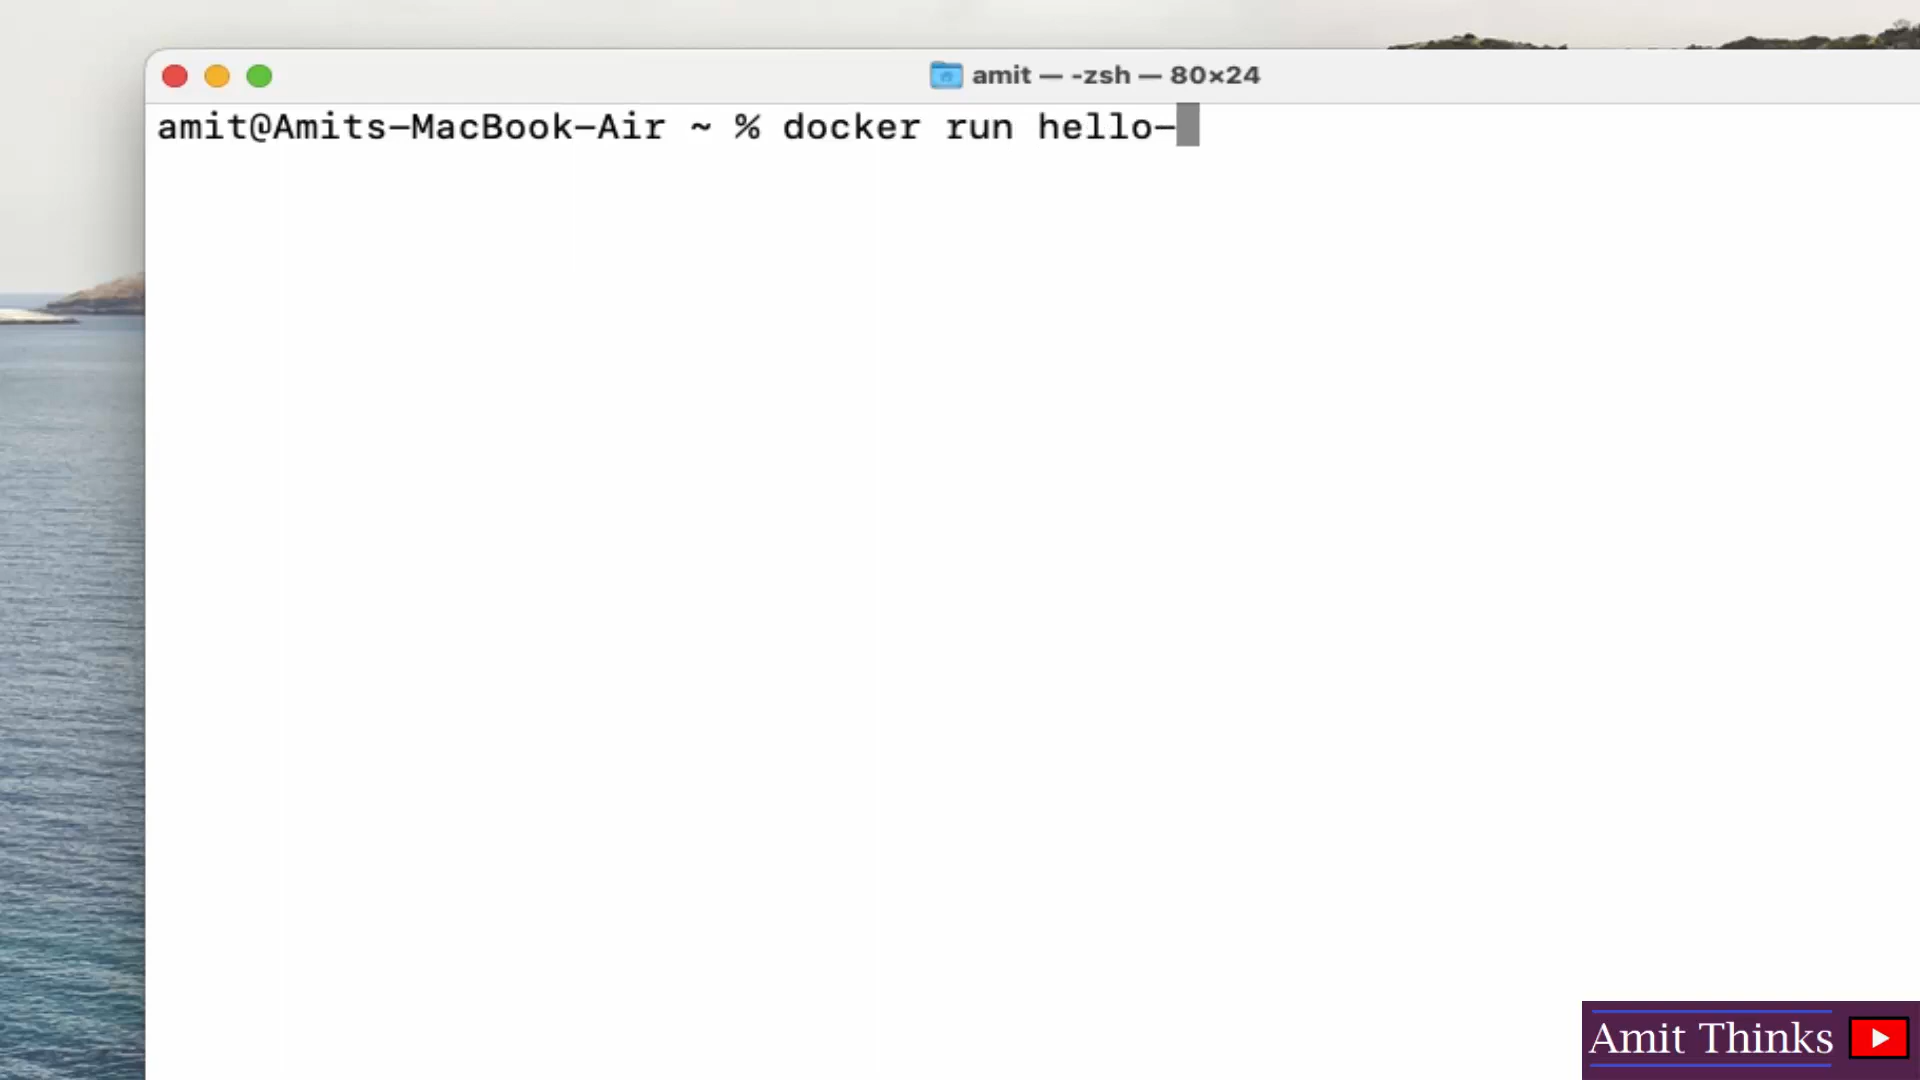 amit — -zsh — 80×24
amit@Amits-MacBook-Air ~ % docker run hello-
Amit Thinks